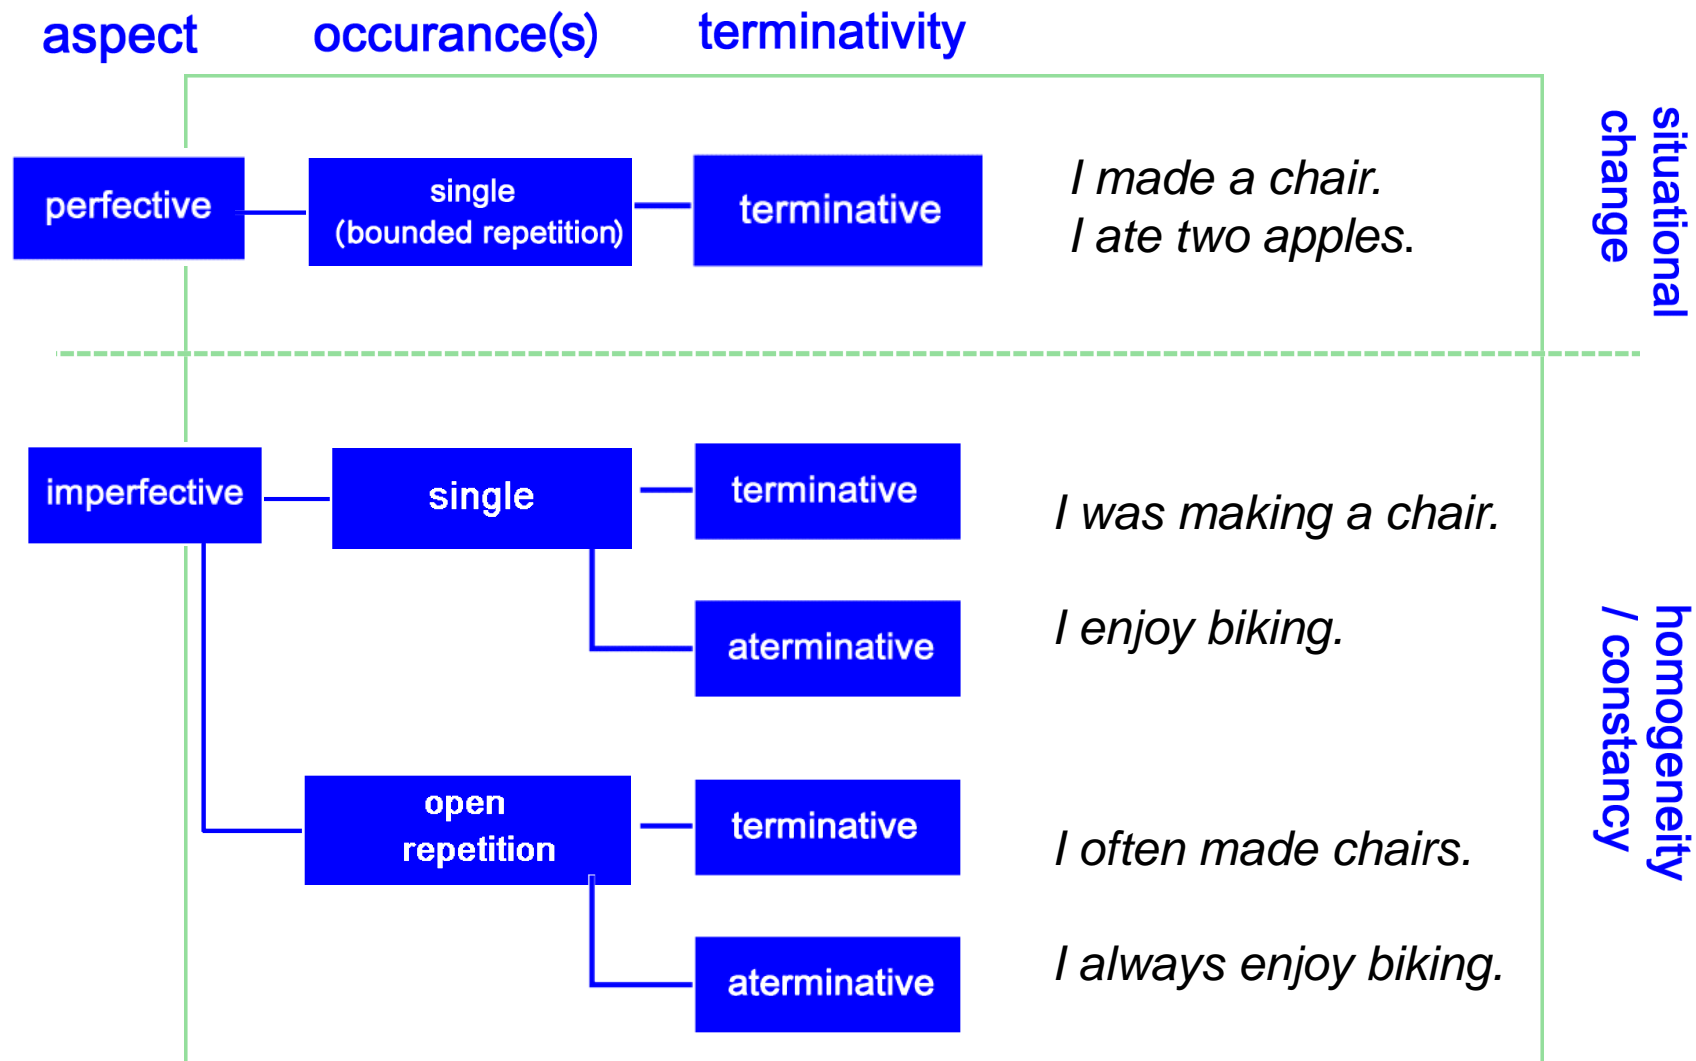 aspect occurance(s) terminativity
perfective
single
(bounded repetition)
terminative
I made a chair.
I ate two apples.
situational
change
imperfective
single
terminative
I was making a chair.
aterminative
I enjoy biking.
open
repetition
terminative
I often made chairs.
aterminative
I always enjoy biking.
homogeneity
/ constancy